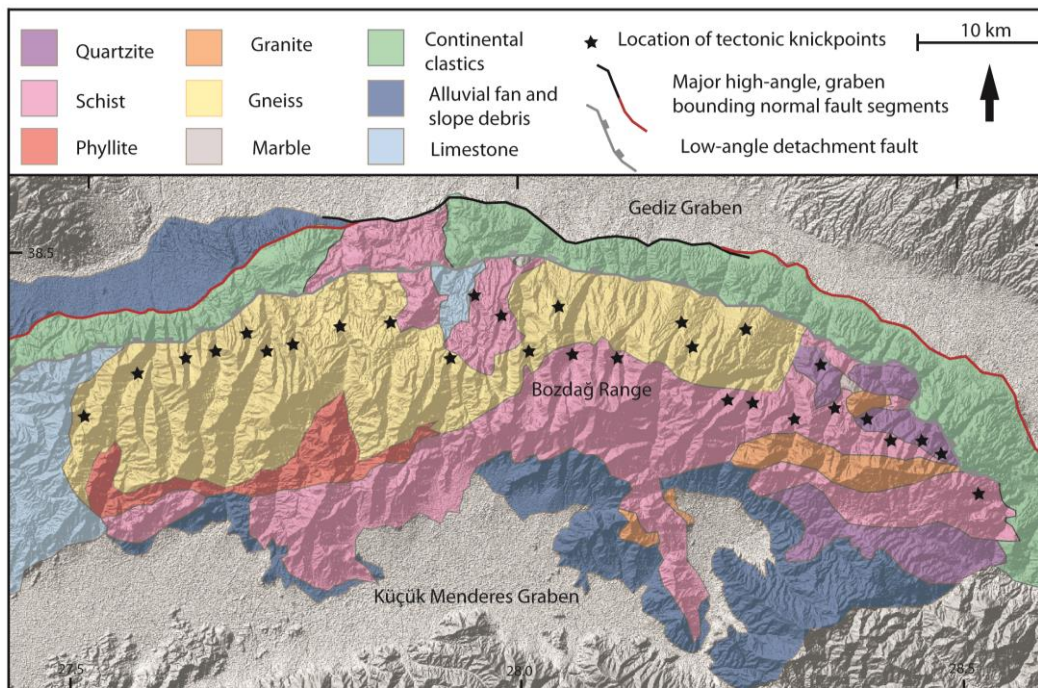 Quartzite
Schist
Phyllite
Granite
Gneiss
Marble
Continental
clastics
Alluvial fan and
slope debris
Limestone
Location of tectonic knickpoints
10 km
Major high-angle, graben
bounding normal fault segments
Low-angle detachment fault
Gediz Graben
38.5
Bozdağ Range
Küçük Menderes Graben
27.5
28.0
28.5